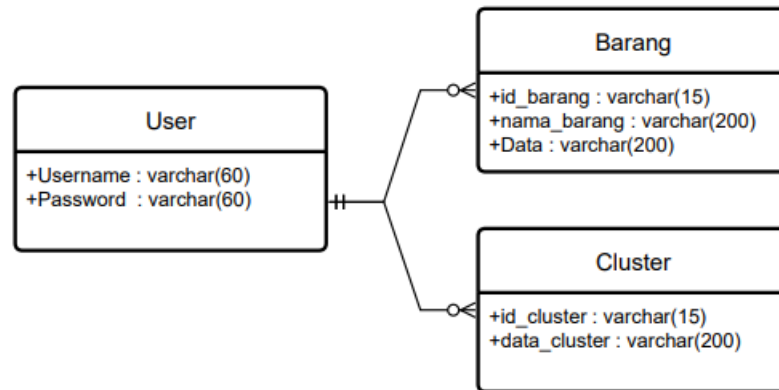 User
+Username : varchar(60)
+Password : varchar(60)
Barang
+id_barang : varchar(15)
+nama_barang : varchar(200)
+Data : varchar(200)
Cluster
+id_cluster : varchar(15)
+data_cluster : varchar(200)